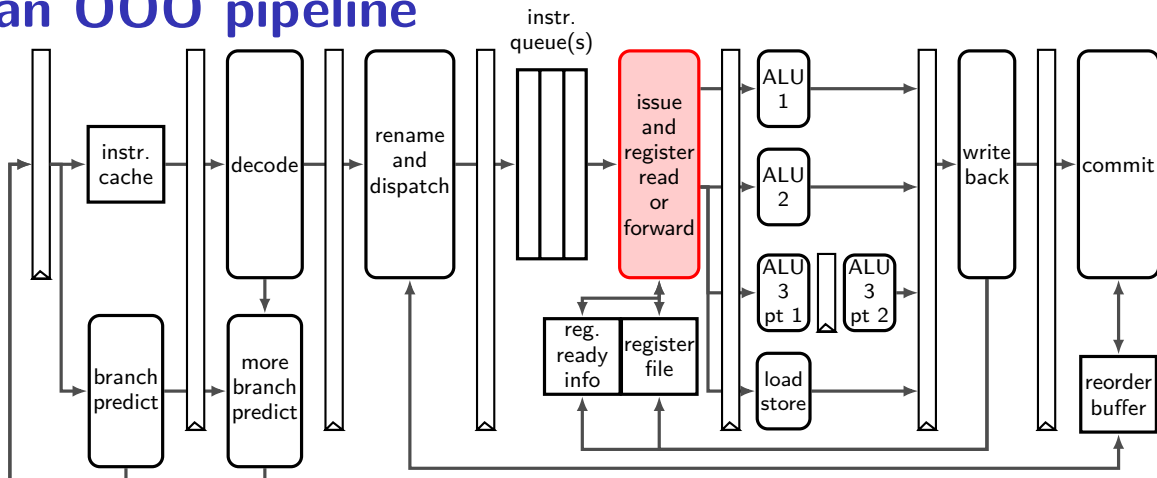 an OOO pipeline
instr.
queue(s)
instr.
cache
decode
rename
and
dispatch
issue
and
register
read
or
forward
ALU
1
ALU
2
ALU
3
pt 1
ALU
3
pt 2
load
store
write
back
commit
branch
predict
more
branch
predict
reg.
ready
info
register
file
reorder
buffer